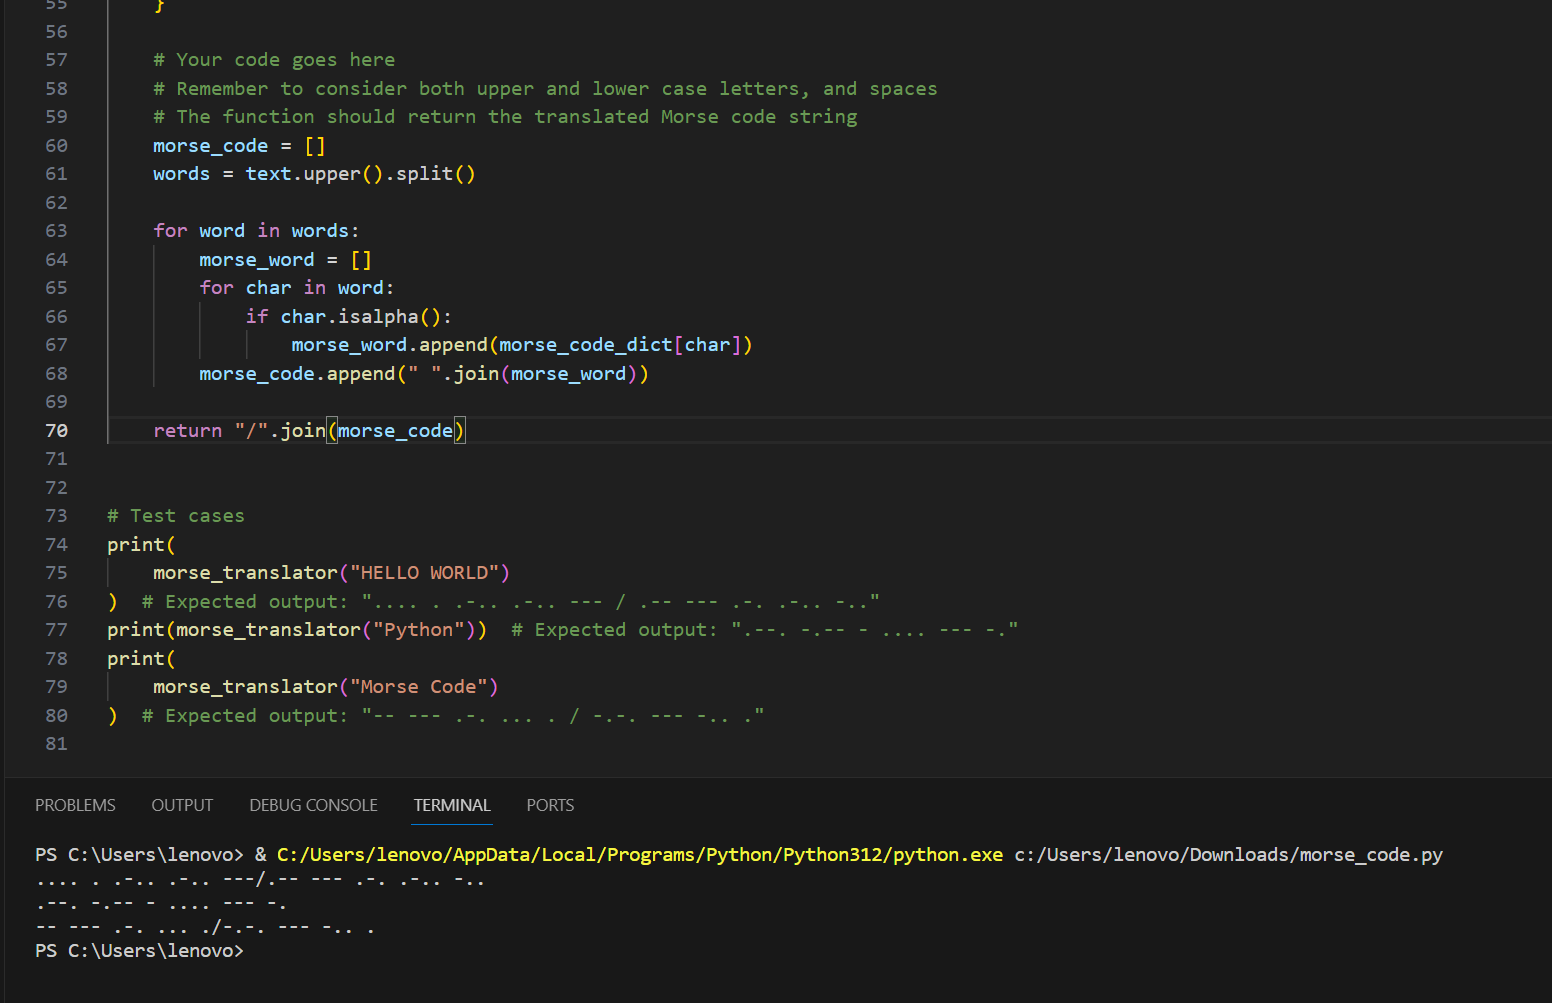 55 }
56
57 # Your code goes here
58 # Remember to consider both upper and lower case letters, and spaces
59 # The function should return the translated Morse code string
60 morse_code = []
61 words = text.upper().split()
62
63 for word in words:
64 morse_word = []
65 for char in word:
66 if char.isalpha():
67 morse_word.append(morse_code_dict[char])
68 morse_code.append(" ".join(morse_word))
69
70 return "/".join(morse_code)
71
72
73 # Test cases
74 print(
75 morse_translator("HELLO WORLD")
76 ) # Expected output: ".... . .-.. .-.. --- / .-- --- .-. .-.. -.."
77 print(morse_translator("Python")) # Expected output: ".--. -.-- - .... --- -."
78 print(
79 morse_translator("Morse Code")
80 ) # Expected output: "-- --- .-. ... . / -.-. --- -.. ."
81
PROBLEMS OUTPUT DEBUG CONSOLE TERMINAL PORTS
PS C:\Users\lenovo> & C:/Users/lenovo/AppData/Local/Programs/Python/Python312/python.exe c:/Users/lenovo/Downloads/morse_code.py
.... . .-.. .-.. ---/.-- --- .-. .-.. -..
.--. -.-- - .... --- -.
-- --- .-. ... ./-.-. --- -.. .
PS C:\Users\lenovo>